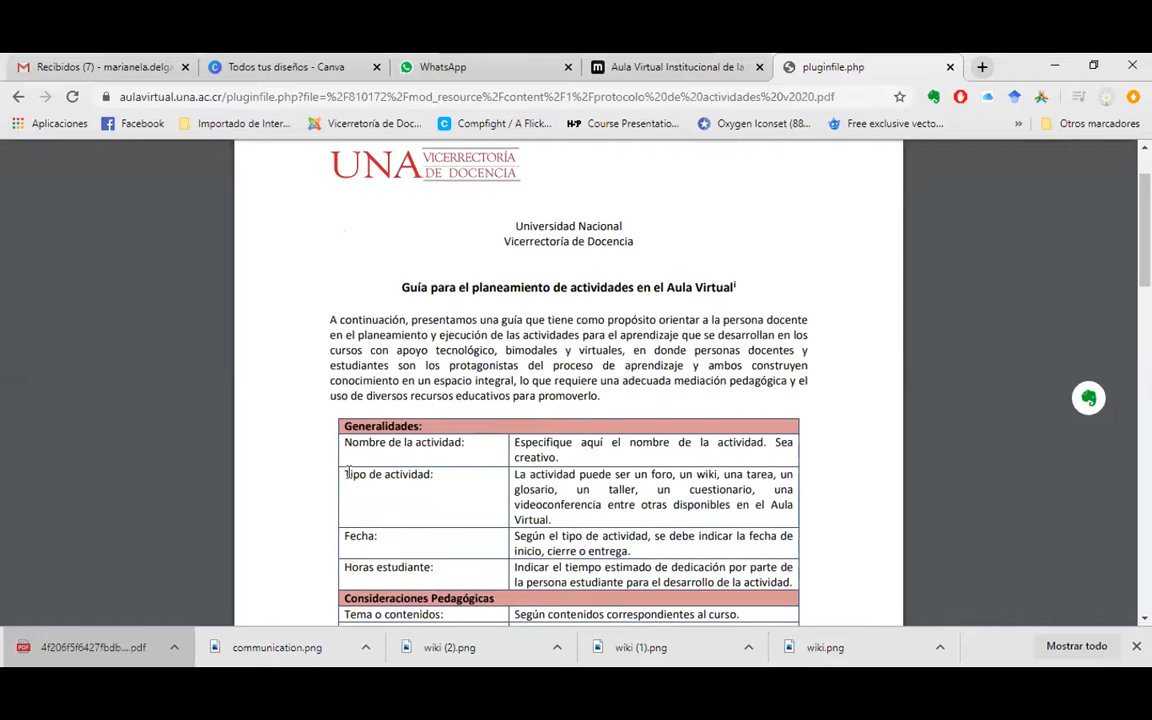 Recibidos (7) - marianela.delg
Todos tus diseños - Canva
WhatsApp
Aula Virtual Institucional de la
pluginfile.php
aulavirtual.una.ac.cr/pluginfile.php?file=%2F810172%2Fmod_resource%2Fcontent%2F1%2Fprotocolo%20de%20actividades%20v2020.pdf
Aplicaciones
Facebook
Importado de Inter...
Vicerretoría de Doc...
Compfight / A Flick...
H-P Course Presentatio...
Oxygen Iconset (88...
Free exclusive vecto...
»
Otros marcadores
UNA VICERRECTORÍA
DE DOCENCIA
Universidad Nacional
Vicerrectoría de Docencia
Guía para el planeamiento de actividades en el Aula Virtualⁱ
A continuación, presentamos una guía que tiene como propósito orientar a la persona docente
en el planeamiento y ejecución de las actividades para el aprendizaje que se desarrollan en los
cursos con apoyo tecnológico, bimodales y virtuales, en donde personas docentes y
estudiantes son los protagonistas del proceso de aprendizaje y ambos construyen
conocimiento en un espacio integral, lo que requiere una adecuada mediación pedagógica y el
uso de diversos recursos educativos para promoverlo.
Generalidades:
Nombre de la actividad:
Especifique aquí el nombre de la actividad. Sea
creativo.
Tipo de actividad:
La actividad puede ser un foro, un wiki, una tarea, un
glosario, un taller, un cuestionario, una
videoconferencia entre otras disponibles en el Aula
Virtual.
Fecha:
Según el tipo de actividad, se debe indicar la fecha de
inicio, cierre o entrega.
Horas estudiante:
Indicar el tiempo estimado de dedicación por parte de
la persona estudiante para el desarrollo de la actividad.
Consideraciones Pedagógicas
Tema o contenidos:
Según contenidos correspondientes al curso.
4f206f5f6427fbdb....pdf
communication.png
wiki (2).png
wiki (1).png
wiki.png
Mostrar todo